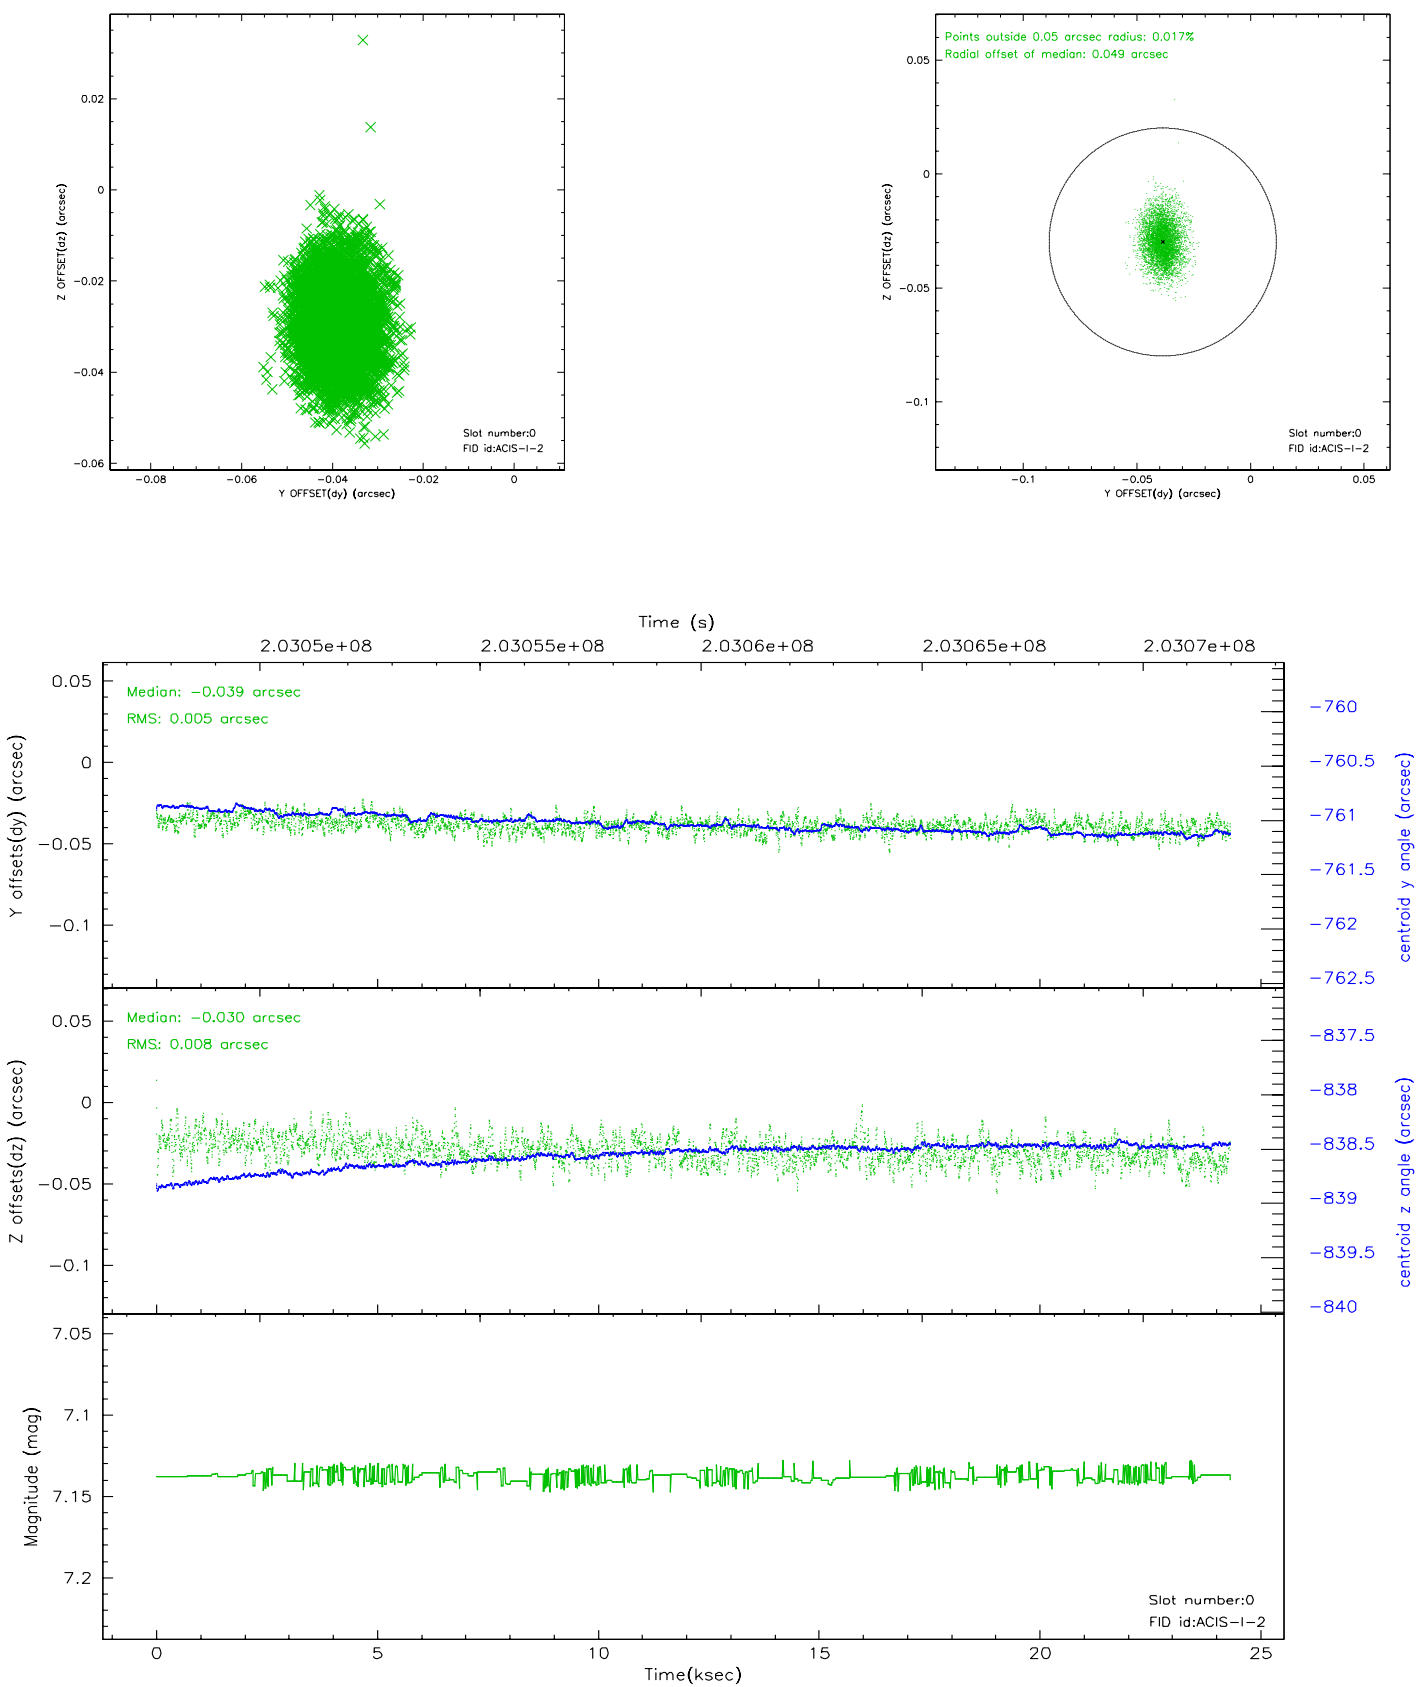 0.02
0
−0.02
−0.04
−0.06
Z OFFSET(dz) (arcsec)
Slot number:0
FID id:ACIS−I−2
−0.08
−0.06
−0.04
−0.02
0
Y OFFSET(dy) (arcsec)
Points outside 0.05 arcsec radius: 0.017%
Radial offset of median: 0.049 arcsec
0.05
0
−0.05
−0.1
Z OFFSET(dz) (arcsec)
Slot number:0
FID id:ACIS−I−2
−0.1
−0.05
0
0.05
Y OFFSET(dy) (arcsec)
Time (s)
2.0305e+08
2.03055e+08
2.0306e+08
2.03065e+08
2.0307e+08
Median: −0.039 arcsec
RMS: 0.005 arcsec
0.05
0
−0.05
−0.1
Y offsets(dy) (arcsec)
−760
−760.5
−761
−761.5
−762
−762.5
centroid y angle (arcsec)
Median: −0.030 arcsec
RMS: 0.008 arcsec
0.05
0
−0.05
−0.1
Z offsets(dz) (arcsec)
−837.5
−838
−838.5
−839
−839.5
−840
centroid z angle (arcsec)
7.05
7.1
7.15
7.2
Magnitude (mag)
Slot number:0
FID id:ACIS−I−2
0
5
10
15
20
25
Time(ksec)